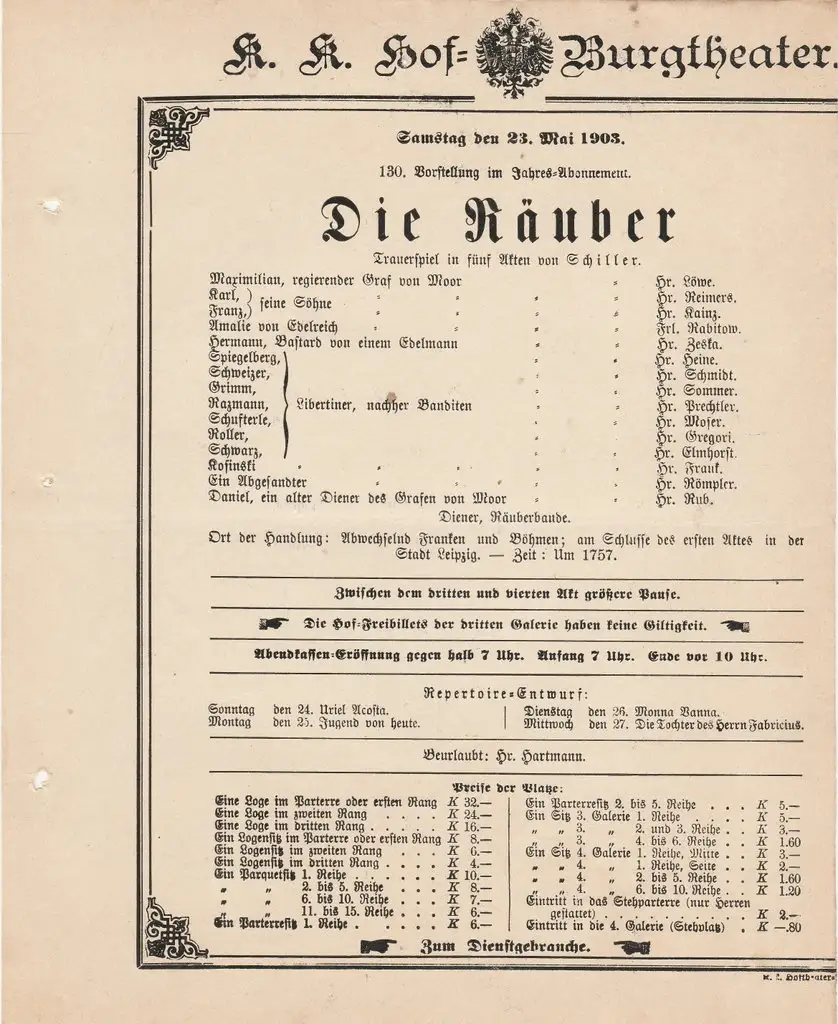 K. K. Hof=Burgtheater.
Samstag den 23. Mai 1903.
130. Vorstellung im Jahres=Abonnement.
Die Räuber
Trauerspiel in fünf Akten von Schiller.
Maximilian, regierender Graf von Moor Hr. Löwe.
Karl, Hr. Reimers.
seine Söhne
Franz, Hr. Kainz.
Amalie von Edelreich Frl. Rabitow.
Hermann, Bastard von einem Edelmann Hr. Zeska.
Spiegelberg, Hr. Heine.
Schweizer, Hr. Schmidt.
Grimm, Hr. Sommer.
Razmann, Libertiner, nachher Banditen Hr. Prechtler.
Schufterle, Hr. Moser.
Roller, Hr. Gregori.
Schwarz, Hr. Elmhorst.
Kosinski Hr. Frank.
Ein Abgesandter Hr. Römpler.
Daniel, ein alter Diener des Grafen von Moor Hr. Rub.
Diener, Räuberbande.
Ort der Handlung: Abwechselnd Franken und Böhmen; am Schlusse des ersten Aktes in der
Stadt Leipzig. — Zeit: Um 1757.
Zwischen dem dritten und vierten Akt größere Pause.
Die Hof=Freibillets der dritten Galerie haben keine Giltigkeit.
Abendkassen=Eröffnung gegen halb 7 Uhr. Anfang 7 Uhr. Ende vor 10 Uhr.
Repertoire=Entwurf:
Sonntag den 24. Uriel Acosta.
Montag den 25. Jugend von heute.
Dienstag den 26. Monna Vanna.
Mittwoch den 27. Die Tochter des Herrn Fabricius.
Beurlaubt: Hr. Hartmann.
Preise der Plätze:
Eine Loge im Parterre oder ersten Rang K 32.—
Eine Loge im zweiten Rang . . . . K 24.—
Eine Loge im dritten Rang . . . . . K 16.—
Ein Logensitz im Parterre oder ersten Rang K 8.—
Ein Logensitz im zweiten Rang . . . . K 6.—
Ein Logensitz im dritten Rang . . . . K 4.—
Ein Parquetsitz 1. Reihe . . . . . . K 10.—
„ „ 2. bis 5. Reihe . . . K 8.—
„ „ 6. bis 10. Reihe . . . K 7.—
„ „ 11. bis 15. Reihe . . . K 6.—
Ein Parterresitz 1. Reihe . . . . . . K 6.—
Ein Parterresitz 2. bis 5. Reihe . . . K 5.—
Ein Sitz 3. Galerie 1. Reihe . . . . K 5.—
„ „ 3. „ 2. und 3. Reihe . . K 3.—
„ „ 3. „ 4. bis 6. Reihe . . K 1.60
Ein Sitz 4. Galerie 1. Reihe, Mitte . . K 3.—
„ „ 4. „ 1. Reihe, Seite . . K 2.—
„ „ 4. „ 2. bis 5. Reihe . . K 1.60
„ „ 4. „ 6. bis 10. Reihe . . K 1.20
Eintritt in das Stehparterre (nur Herren
gestattet) . . . . . . . . . . K 2.—
Eintritt in die 4. Galerie (Stehplatz) . K —.80
Zum Dienstgebrauche.